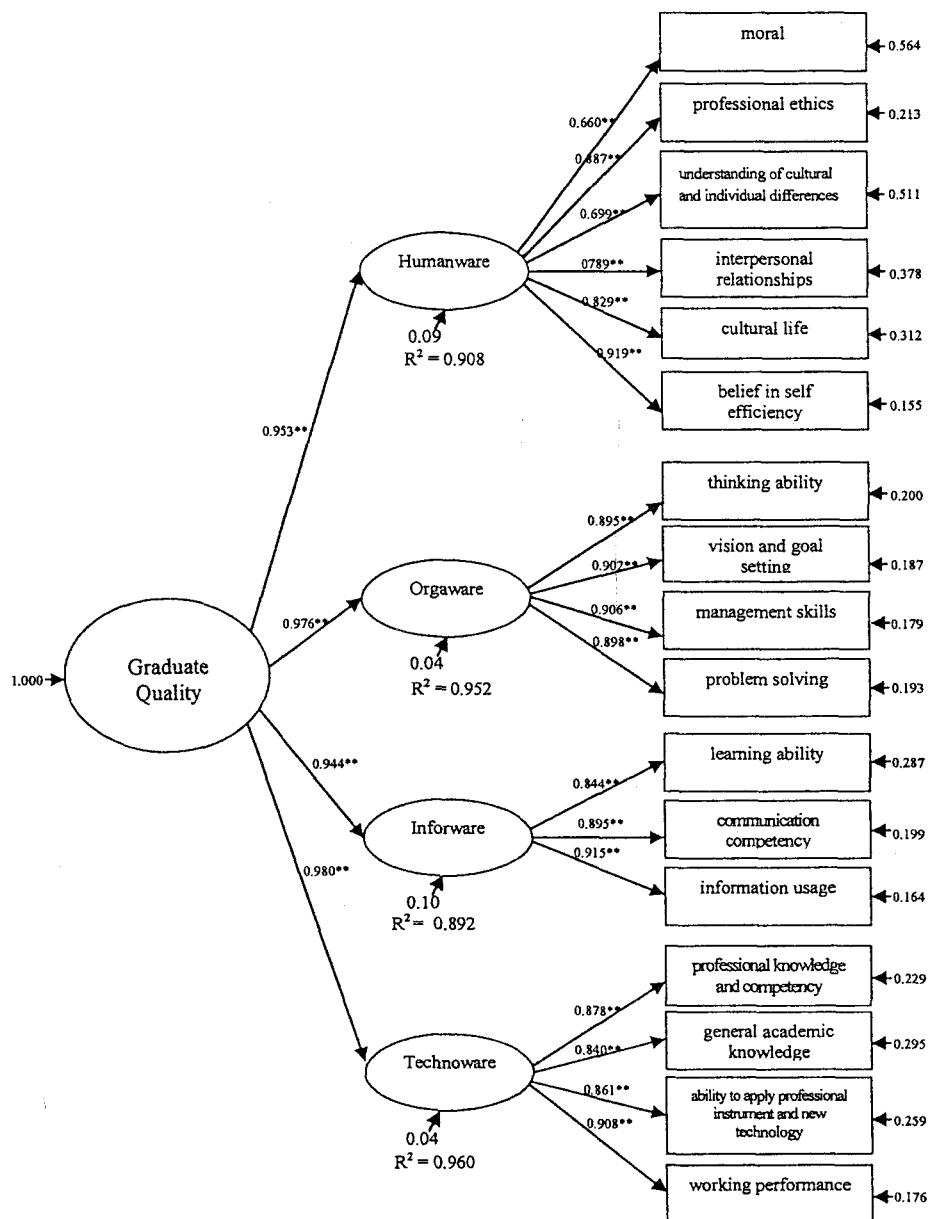 moral
0.564
professional ethics
0.213
0.660**
0.887**
understanding of cultural
and individual differences
0.511
0.699**
Humanware
0789**
interpersonal
relationships
0.378
0.829**
cultural life
0.312
0.09
R² = 0.908
0.919**
belief in self
efficiency
0.155
0.953**
thinking ability
0.200
0.895**
vision and goal
setting
0.187
0.902**
Orgaware
0.906**
management skills
0.179
0.976**
0.898**
0.04
R² = 0.952
problem solving
0.193
1.000
Graduate
Quality
learning ability
0.287
0.944**
0.844**
Inforware
0.895**
communication
competency
0.199
0.915**
information usage
0.164
0.980**
0.10
R² = 0.892
professional knowledge
and competency
0.229
0.878**
general academic
knowledge
0.295
0.840**
Technoware
0.861**
ability to apply professional
instrument and new
technology
0.259
0.908**
0.04
R² = 0.960
working performance
0.176